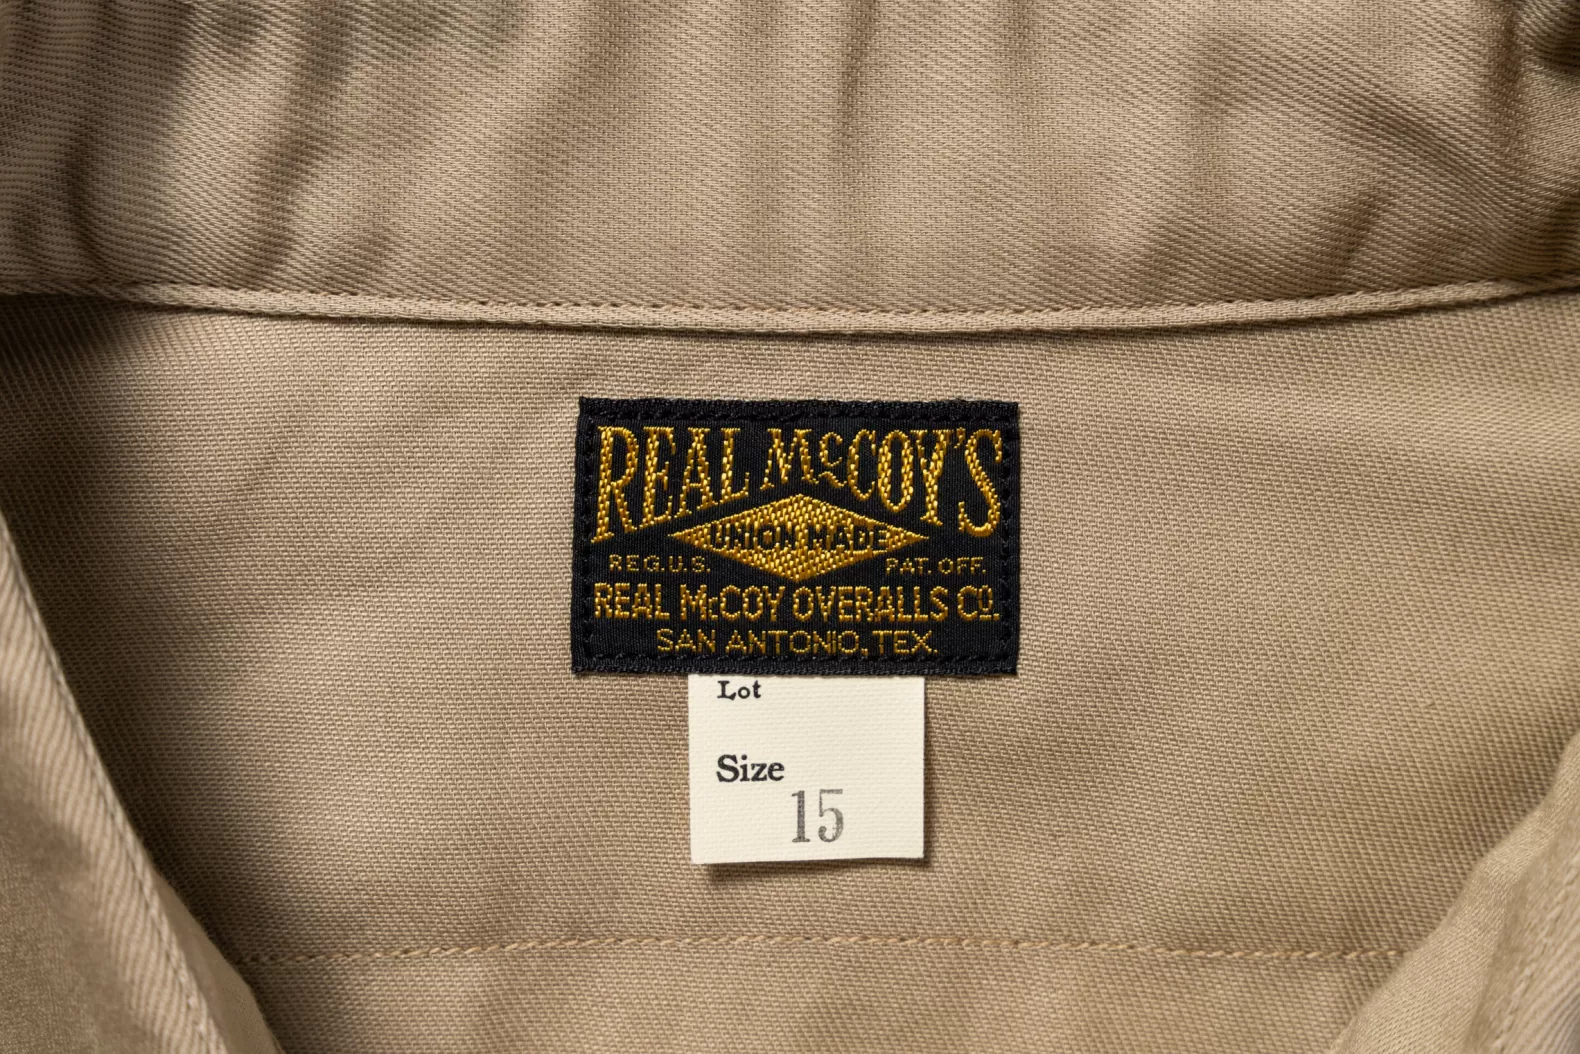 REAL McCOY'S
UNION MADE
REG.U.S. PAT. OFF.
REAL McCOY OVERALLS CO.
SAN ANTONIO, TEX.
Lot
Size
15